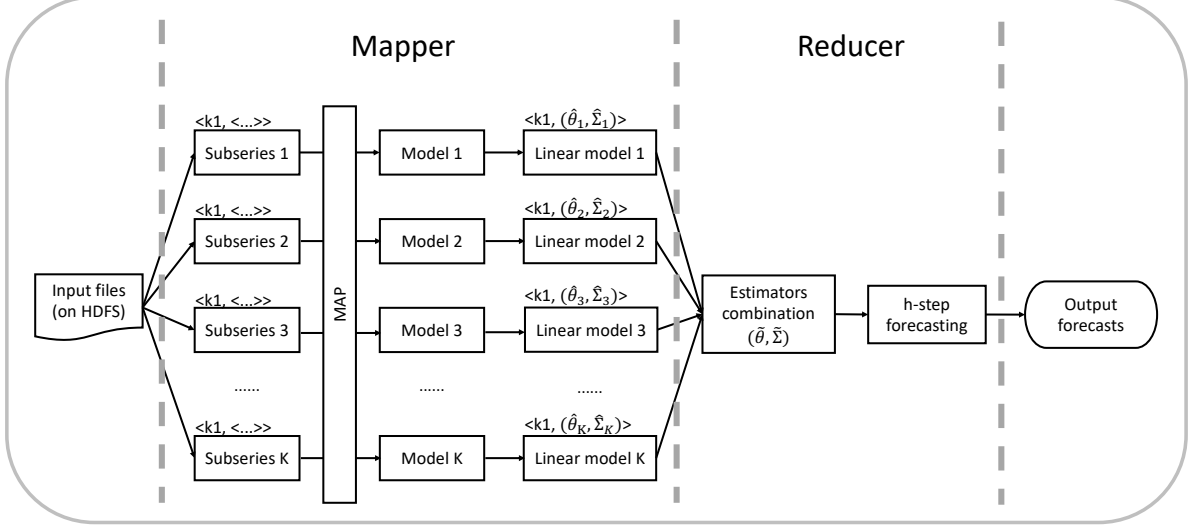 Mapper
Reducer
Input files
(on HDFS)
<k1, <...>>
Subseries 1
<k1, <...>>
Subseries 2
<k1, <...>>
Subseries 3
......
<k1, <...>>
Subseries K
MAP
Model 1
Model 2
Model 3
......
Model K
<k1, (θ̂₁, Σ̂₁)>
Linear model 1
<k1, (θ̂₂, Σ̂₂)>
Linear model 2
<k1, (θ̂₃, Σ̂₃)>
Linear model 3
......
<k1, (θ̂_K, Σ̂_K)>
Linear model K
Estimators
combination
(θ̃, Σ̃)
h-step
forecasting
Output
forecasts